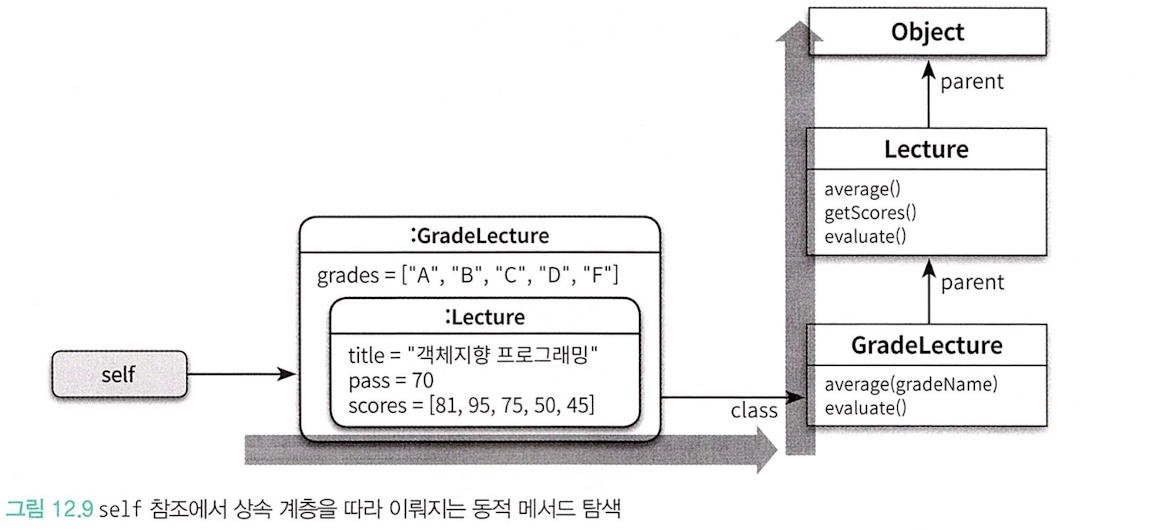 Object
parent
Lecture
average()
getScores()
evaluate()
parent
GradeLecture
average(gradeName)
evaluate()
:GradeLecture
grades = ["A", "B", "C", "D", "F"]
:Lecture
title = "객체지향 프로그래밍"
pass = 70
scores = [81, 95, 75, 50, 45]
self
class
그림 12.9 self 참조에서 상속 계층을 따라 이뤄지는 동적 메서드 탐색